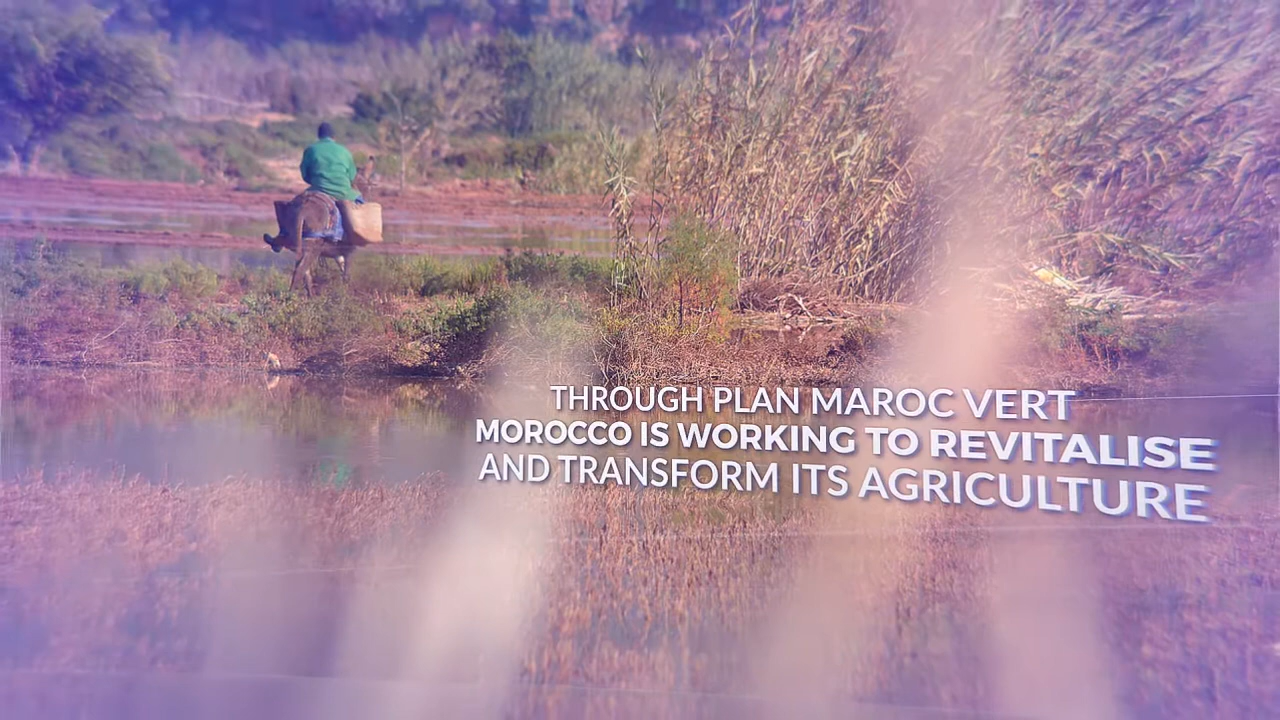 THROUGH PLAN MAROC VERT
MOROCCO IS WORKING TO REVITALISE
AND TRANSFORM ITS AGRICULTURE